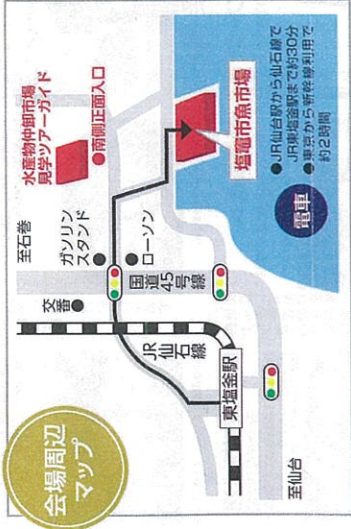 会場周辺
マップ
至石巻
水産物仲卸市場
見学ツアーガイド
●南側正面入口
交番●
ガソリン
スタンド
●ローソン
国道45号線
JR仙石線
東塩釜駅
至仙台
塩竈市魚市場
電車
●JR仙台駅から仙石線で
JR東塩釜駅まで約30分
●東京から新幹線利用で
約2時間